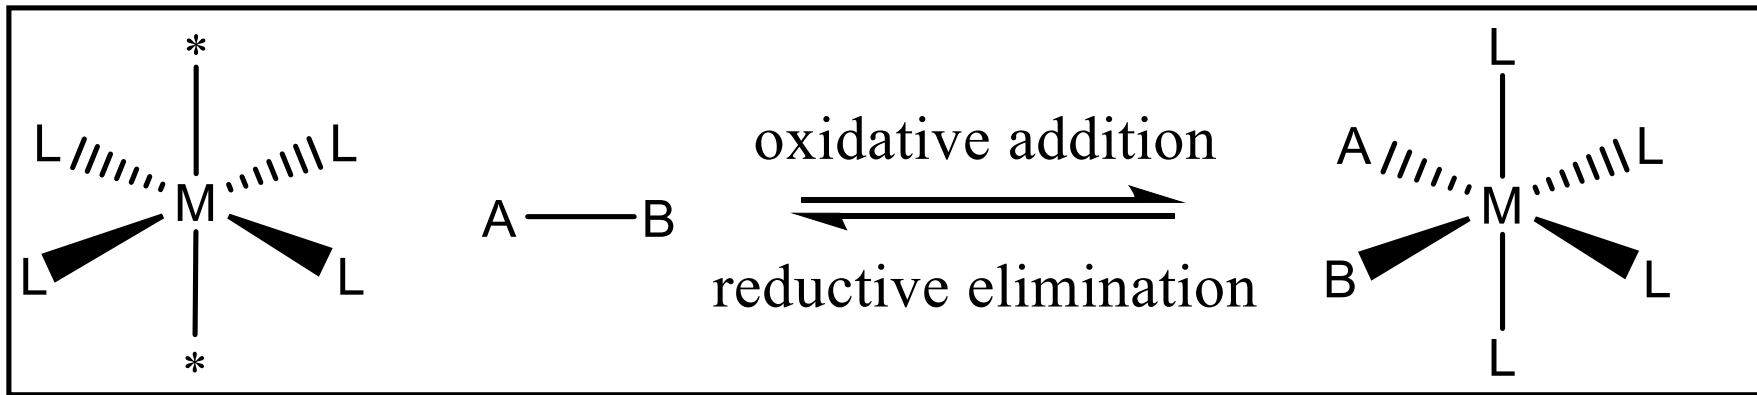 *
L L
M
L L
*
A B
oxidative addition
reductive elimination
L
A L
M
B L
L